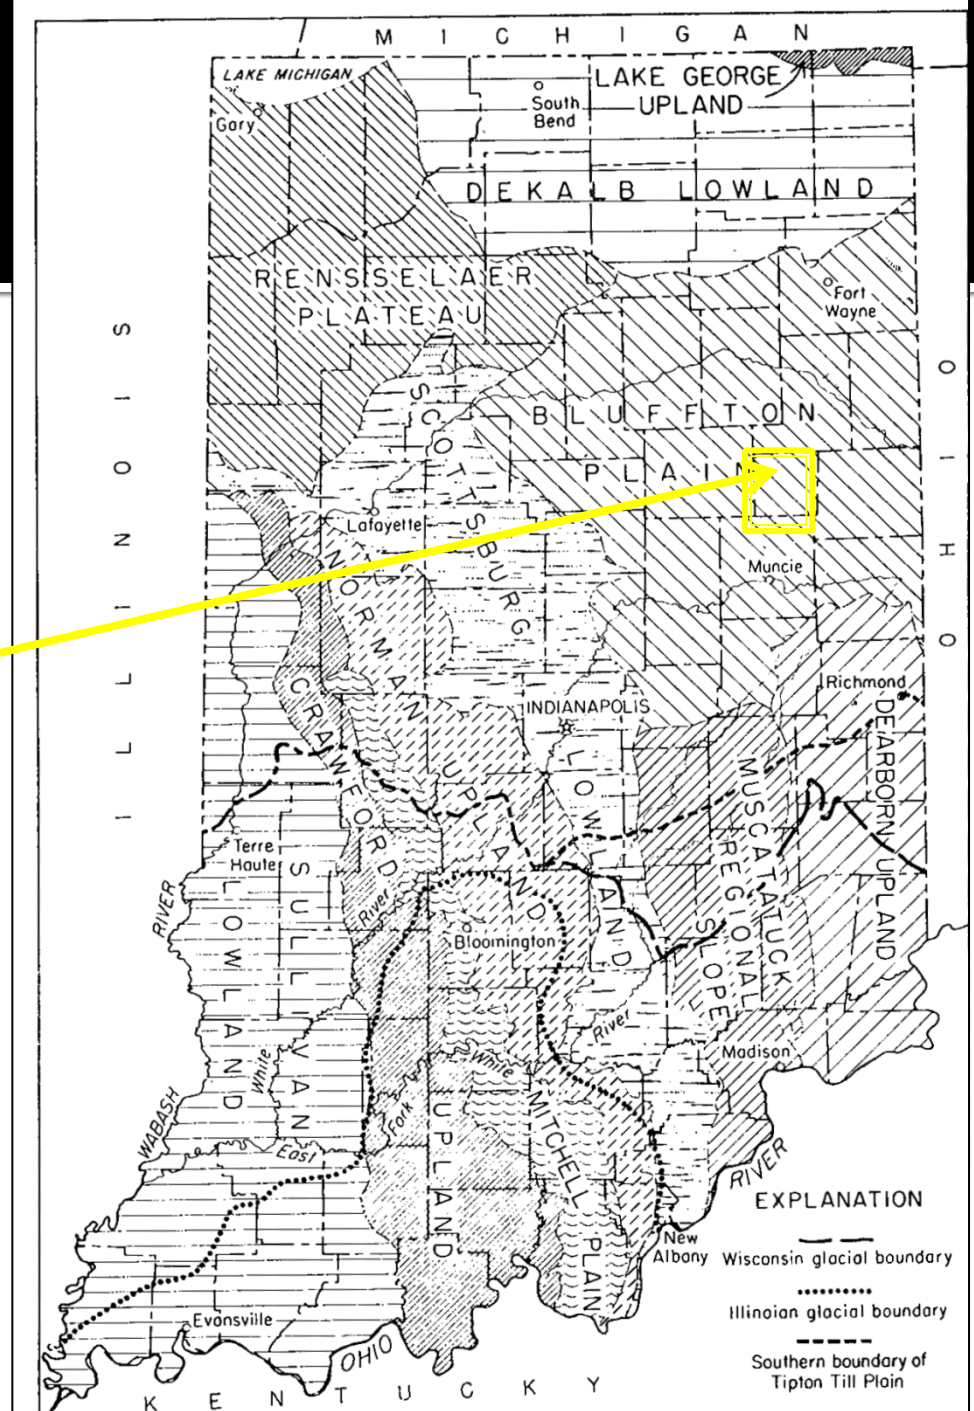 MICHIGAN
LAKE MICHIGAN
LAKE GEORGE
UPLAND
South
Bend
Gary
DEKALB LOWLAND
RENSSELAER
PLATEAU
Fort
Wayne
ILLINOIS
OHIO
BLUFFTON
PLAIN
SCOTTSBURG
LOWLAND
Lafayette
NORMAN
UPLAND
Muncie
CRAWFORD
UPLAND
Richmond
INDIANAPOLIS
DEARBORN UPLAND
MUSCATATUCK
REGIONAL
SLOPE
Terre
Haute
SULLIVAN
LOWLAND
River
RIVER
Bloomington
River
White
White
Madison
MITCHELL
PLAIN
Fork
WABASH
East
RIVER
EXPLANATION
New
Albany
Wisconsin glacial boundary
Illinoian glacial boundary
Evansville
Southern boundary of
Tipton Till Plain
OHIO
KENTUCKY